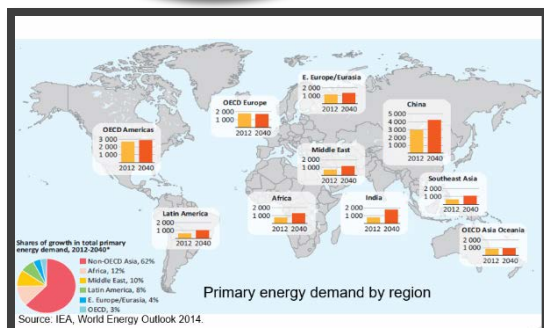 E. Europe/Eurasia
2 000
1 000
2012 2040
OECD Europe
2 000
1 000
2012 2040
China
5 000
4 000
3 000
2 000
1 000
2012 2040
OECD Americas
3 000
2 000
1 000
2012 2040
Middle East
2 000
1 000
2012 2040
Southeast Asia
2 000
1 000
2012 2040
Africa
2 000
1 000
2012 2040
India
2 000
1 000
2012 2040
Latin America
2 000
1 000
2012 2040
OECD Asia Oceania
2 000
1 000
2012 2040
Shares of growth in total primary
energy demand, 2012-2040*
Non-OECD Asia, 62%
Africa, 12%
Middle East, 10%
Latin America, 8%
E. Europe/Eurasia, 4%
OECD, 3%
Primary energy demand by region
Source: IEA, World Energy Outlook 2014.